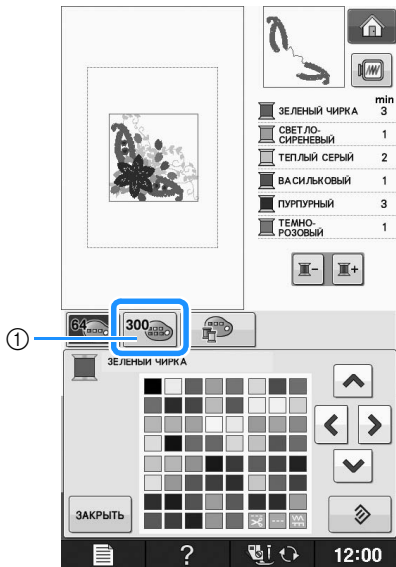 min
ЗЕЛЕНЫЙ ЧИРКА 3
СВЕТЛО-
СИРЕНЕВЫЙ 1
ТЕПЛЫЙ СЕРЫЙ 2
ВАСИЛЬКОВЫЙ 1
ПУРПУРНЫЙ 3
ТЕМНО-
РОЗОВЫЙ 1
64 300
1
ЗЕЛЕНЫЙ ЧИРКА
ЗАКРЫТЬ
? 12:00